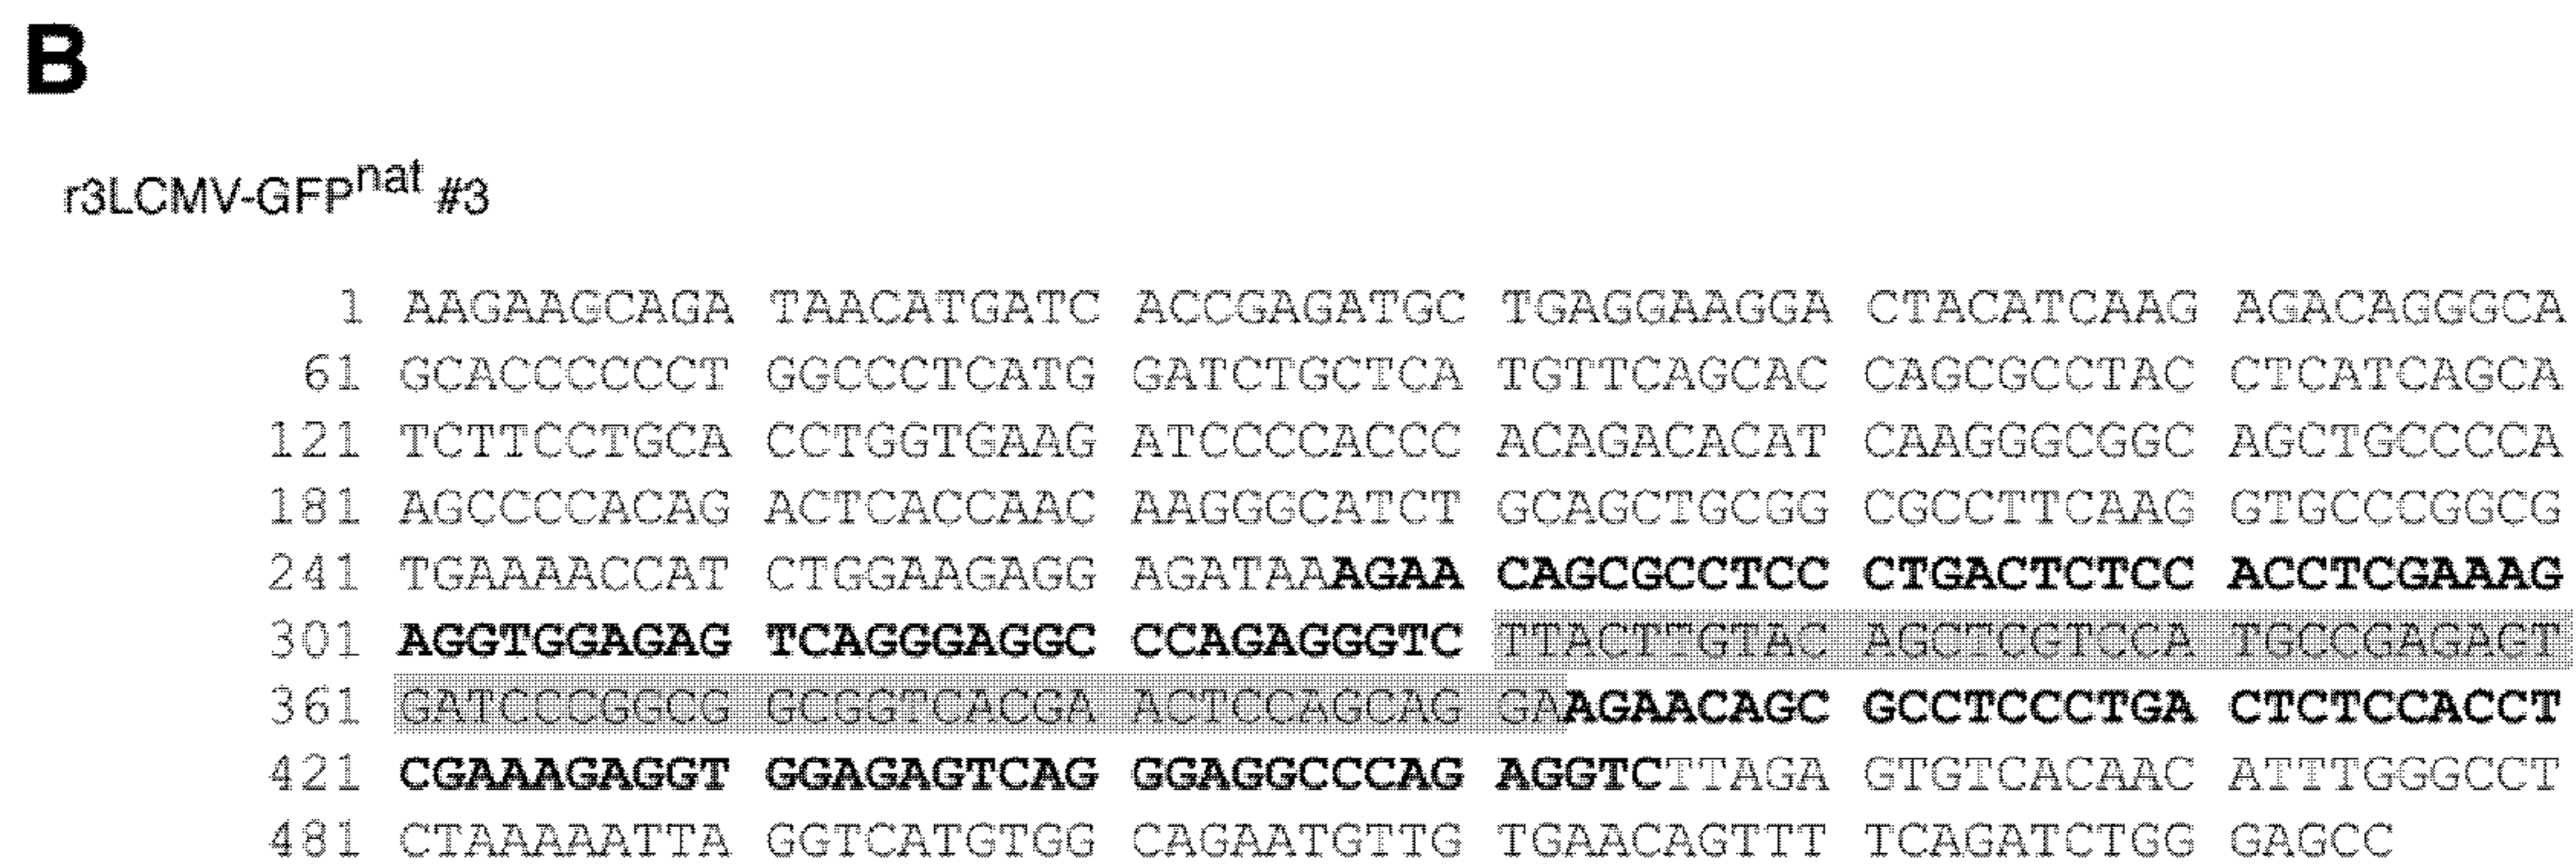 B
r3LCMV-GFPnat #3
1 AAGAAGCAGA TAACATGATC ACCGAGATGC TGAGGAAGGA CTACATCAAG AGACAGGGCA
61 GCACCCCCCT GGCCCTCATG GATCTGCTCA TGTTCAGCAC CAGCGCCTAC CTCATCAGCA
121 TCTTCCTGCA CCTGGTGAAG ATCCCCACCC ACAGACACAT CAAGGGCGGC AGCTGCCCCA
181 AGCCCCACAG ACTCACCAAC AAGGGCATCT GCAGCTGCGG CGCCTTCAAG GTGCCCGGCG
241 TGAAAACCAT CTGGAAGAGG AGATAAAGAA CAGCGCCTCC CTGACTCTCC ACCTCGAAAG
301 AGGTGGAGAG TCAGGGAGGC CCAGAGGGTC TTACTTGTAC AGCTCGTCCA TGCCGAGAGT
361 GATCCCGGCG GCGGTCACGA ACTCCAGCAG GAAGAACAGC GCCTCCCTGA CTCTCCACCT
421 CGAAAGAGGT GGAGAGTCAG GGAGGCCCAG AGGTCTTAGA GTGTCACAAC ATTTGGGCCT
481 CTAAAAATTA GGTCATGTGG CAGAATGTTG TGAACAGTTT TCAGATCTGG GAGCC